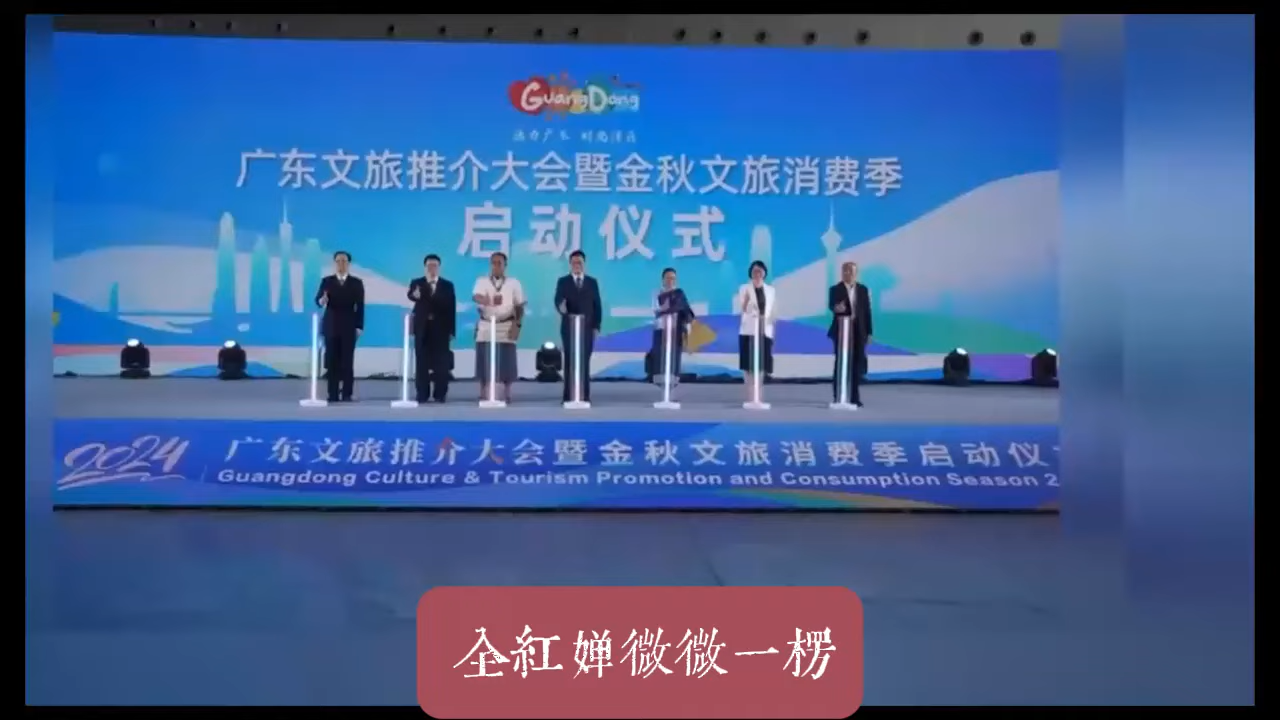 GuangDong
活力广东 时尚湾区
广东文旅推介大会暨金秋文旅消费季
启动仪式
2024 广东文旅推介大会暨金秋文旅消费季启动仪
Guangdong Culture & Tourism Promotion and Consumption Season 2
全紅婵微微一楞